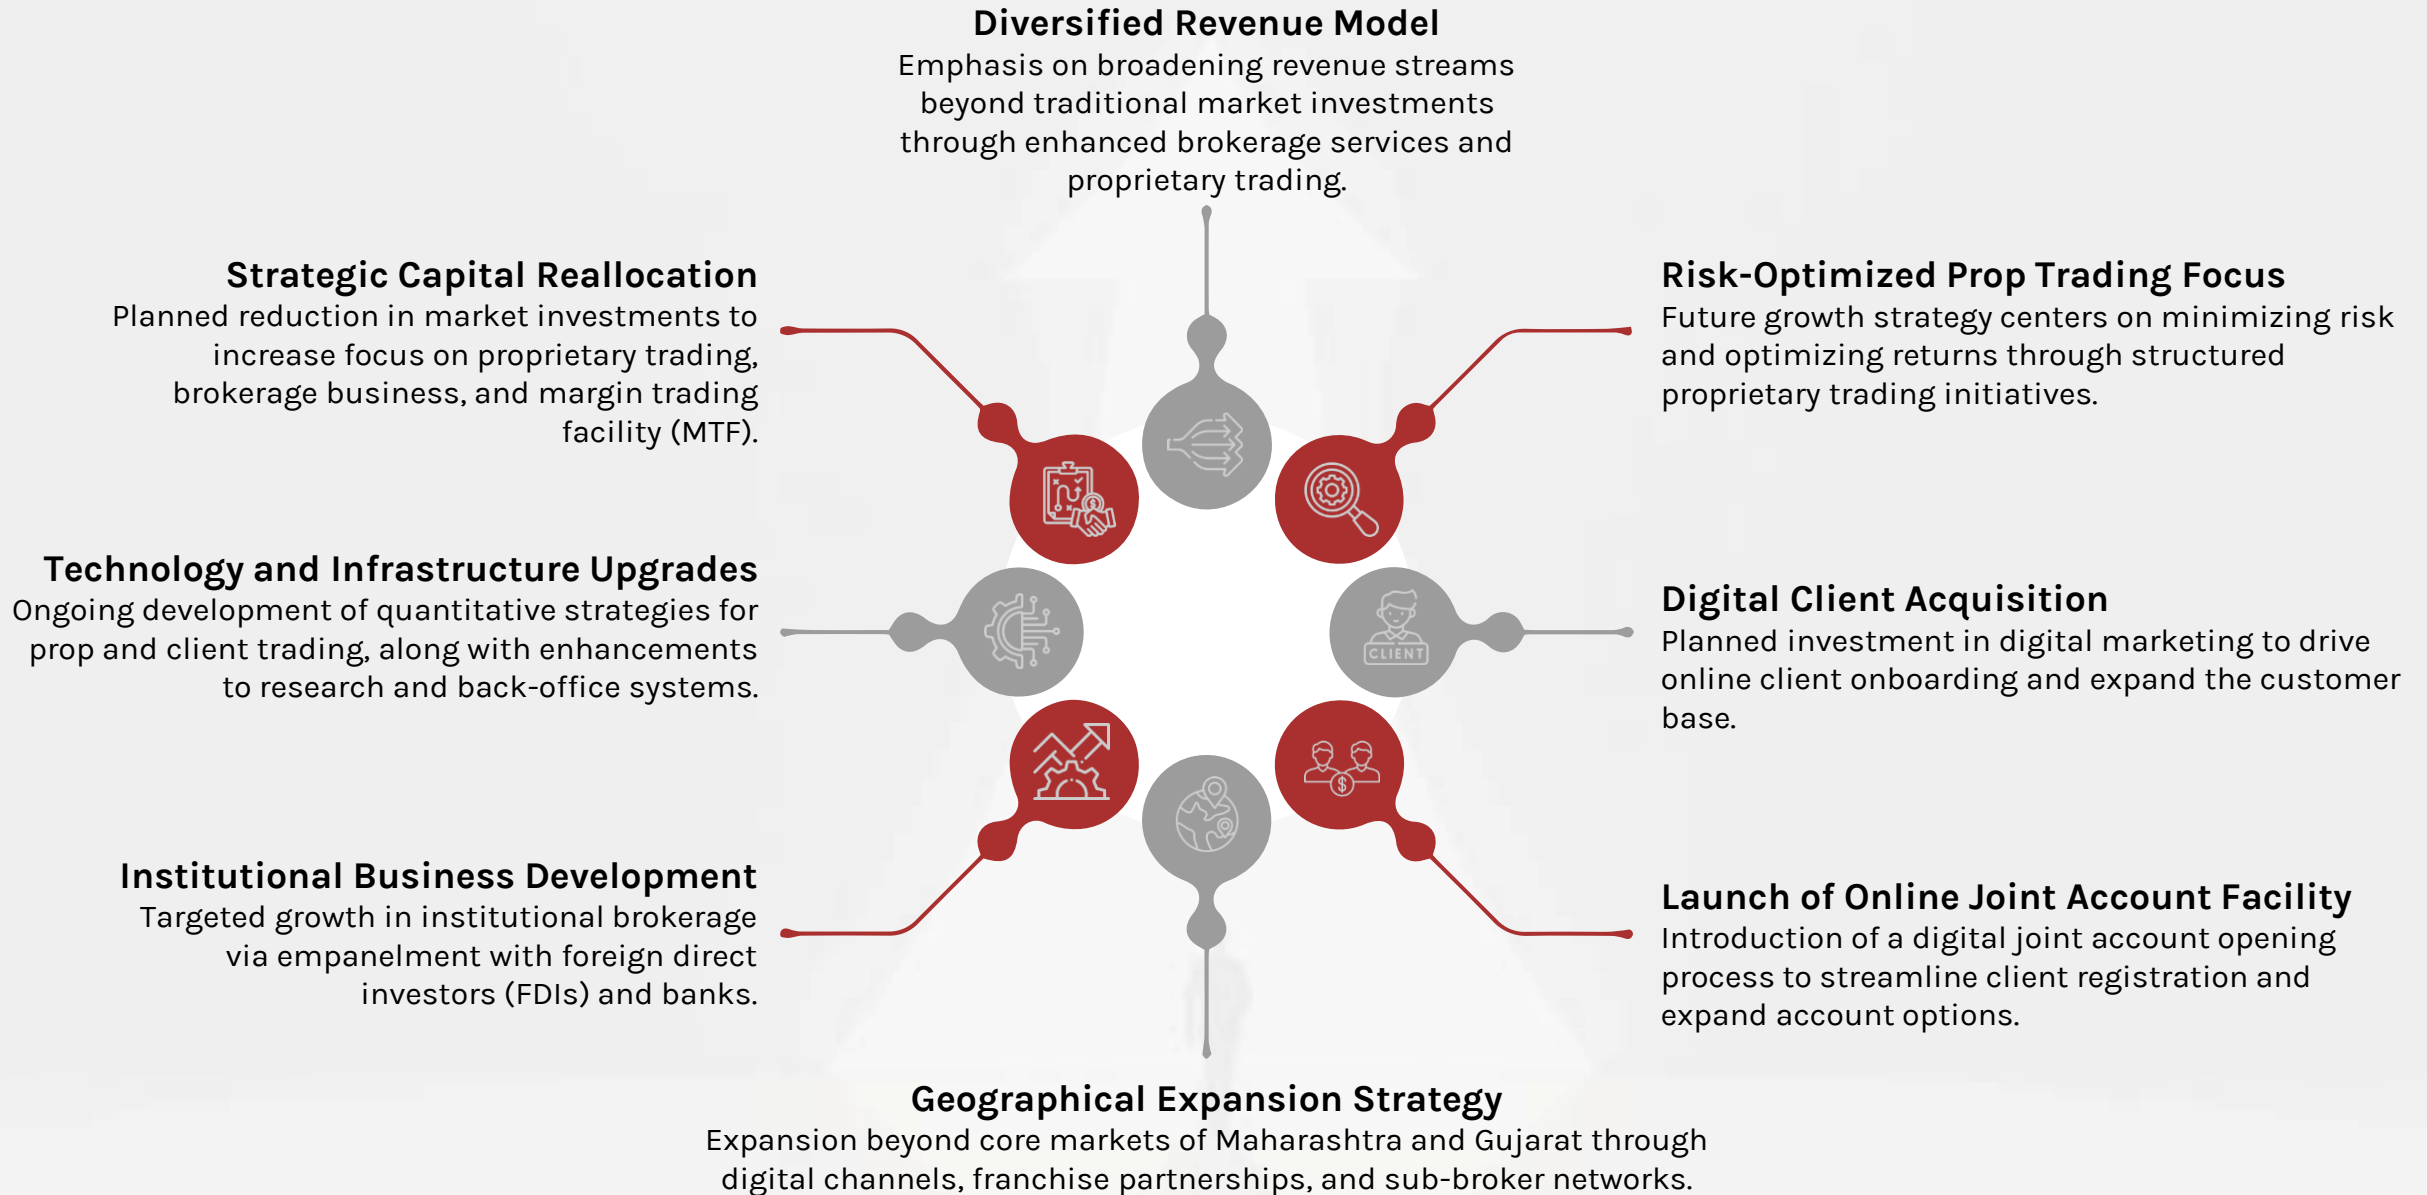 Diversified Revenue Model
Emphasis on broadening revenue streams
beyond traditional market investments
through enhanced brokerage services and
proprietary trading.
Strategic Capital Reallocation
Planned reduction in market investments to
increase focus on proprietary trading,
brokerage business, and margin trading
facility (MTF).
Risk-Optimized Prop Trading Focus
Future growth strategy centers on minimizing risk
and optimizing returns through structured
proprietary trading initiatives.
Technology and Infrastructure Upgrades
Ongoing development of quantitative strategies for
prop and client trading, along with enhancements
to research and back-office systems.
CLIENT
Digital Client Acquisition
Planned investment in digital marketing to drive
online client onboarding and expand the customer
base.
Institutional Business Development
Targeted growth in institutional brokerage
via empanelment with foreign direct
investors (FDIs) and banks.
Launch of Online Joint Account Facility
Introduction of a digital joint account opening
process to streamline client registration and
expand account options.
Geographical Expansion Strategy
Expansion beyond core markets of Maharashtra and Gujarat through
digital channels, franchise partnerships, and sub-broker networks.